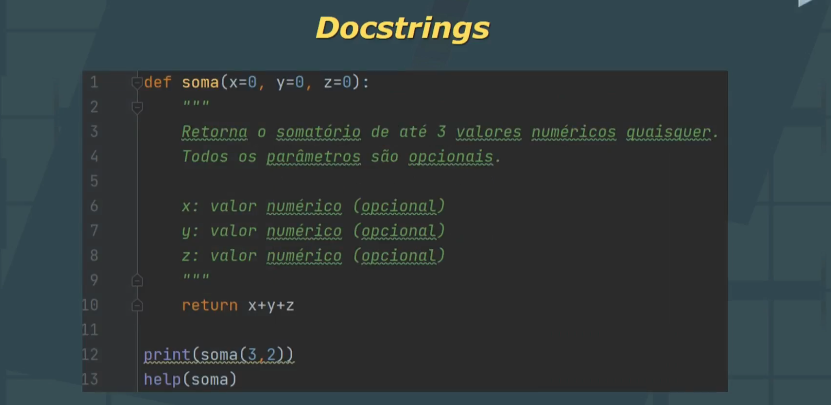 Docstrings
1 def soma(x=0, y=0, z=0):
2 """
3 Retorna o somatório de até 3 valores numéricos quaisquer.
4 Todos os parâmetros são opcionais.
5
6 x: valor numérico (opcional)
7 y: valor numérico (opcional)
8 z: valor numérico (opcional)
9 """
10 return x+y+z
11
12 print(soma(3,2))
13 help(soma)